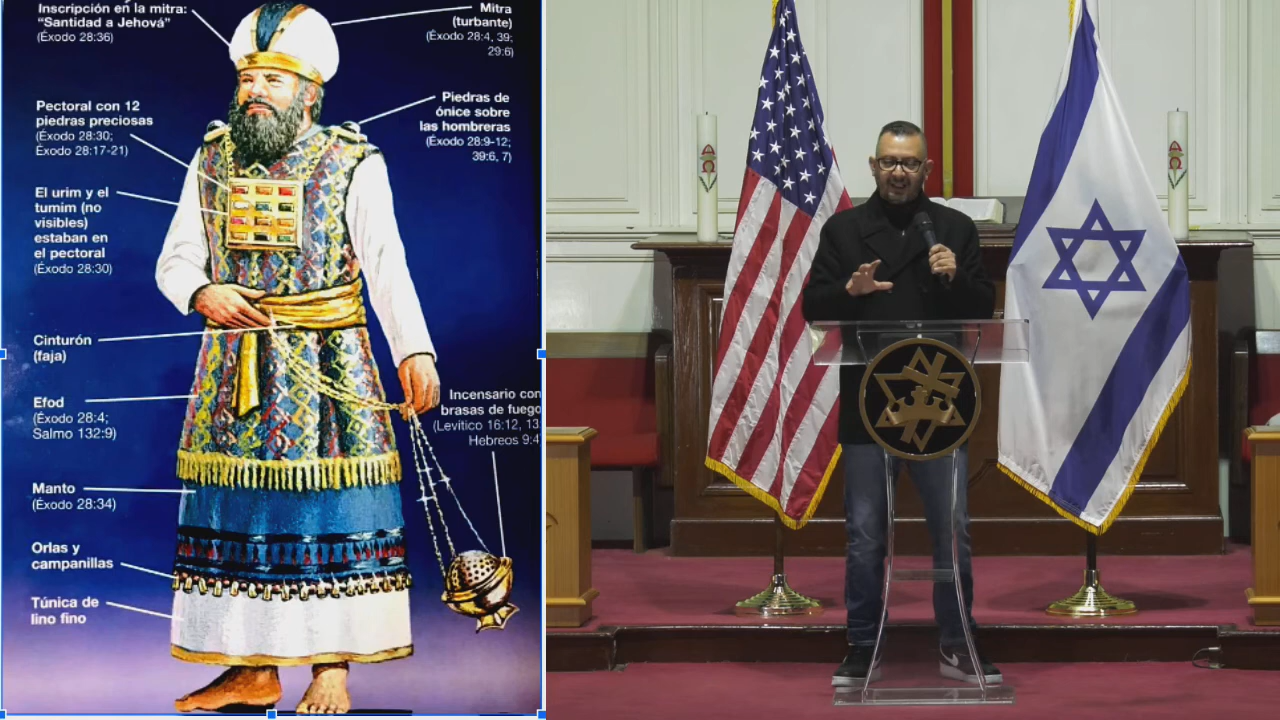 Inscripción en la mitra:
"Santidad a Jehová"
(Éxodo 28:36)
Mitra
(turbante)
(Éxodo 28:4, 39;
29:6)
Pectoral con 12
piedras preciosas
(Éxodo 28:30;
Éxodo 28:17-21)
Piedras de
ónice sobre
las hombreras
(Éxodo 28:9-12;
39:6, 7)
El urim y el
tumim (no
visibles)
estaban en
el pectoral
(Éxodo 28:30)
Cinturón
(faja)
Efod
(Éxodo 28:4;
Salmo 132:9)
Incensario con
brasas de fuego
(Levítico 16:12, 13
Hebreos 9:4
Manto
(Éxodo 28:34)
Orlas y
campanillas
Túnica de
lino fino